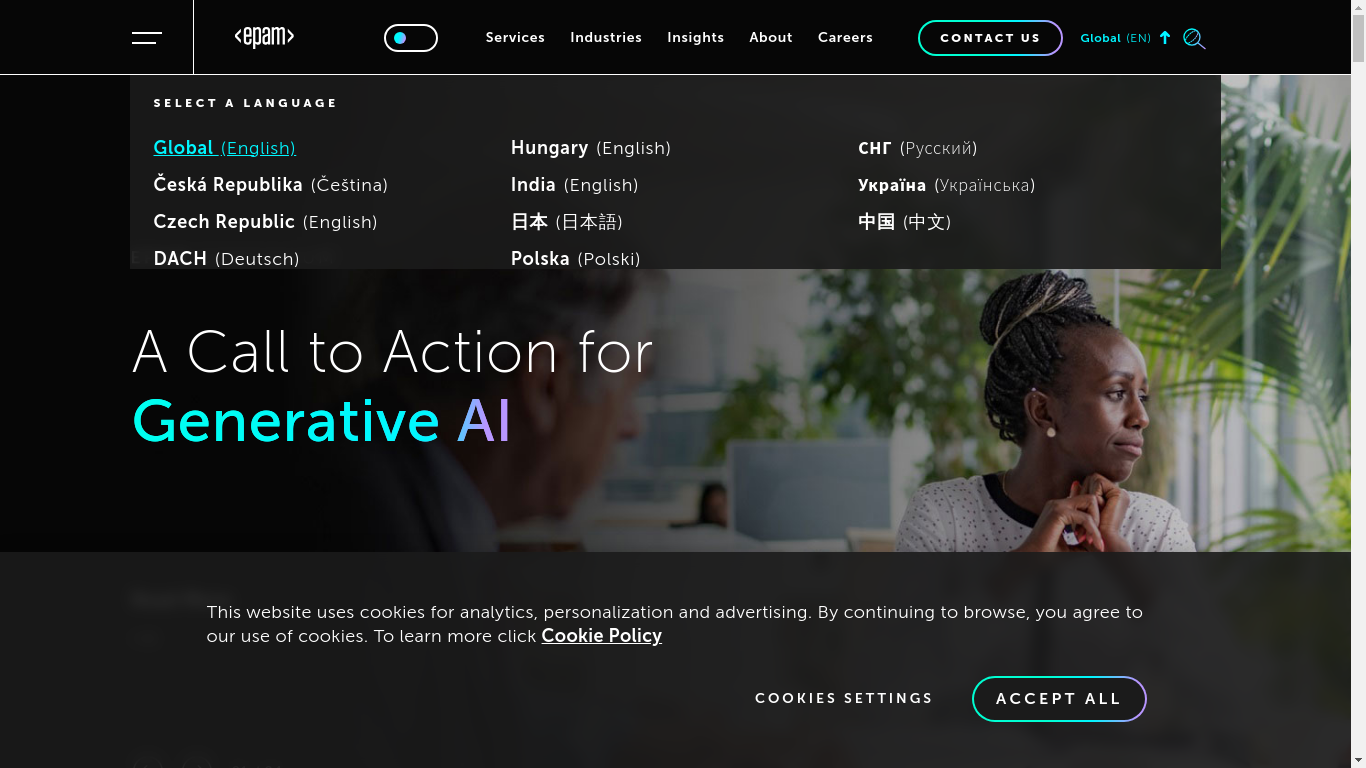 <epam>
Services
Industries
Insights
About
Careers
CONTACT US
Global (EN)
SELECT A LANGUAGE
Global (English)
Česká Republika (Čeština)
Czech Republic (English)
DACH (Deutsch)
Hungary (English)
India (English)
日本 (日本語)
Polska (Polski)
СНГ (Русский)
Україна (Українська)
中国 (中文)
A Call to Action for
Generative AI
This website uses cookies for analytics, personalization and advertising. By continuing to browse, you agree to
our use of cookies. To learn more click Cookie Policy
COOKIES SETTINGS
ACCEPT ALL